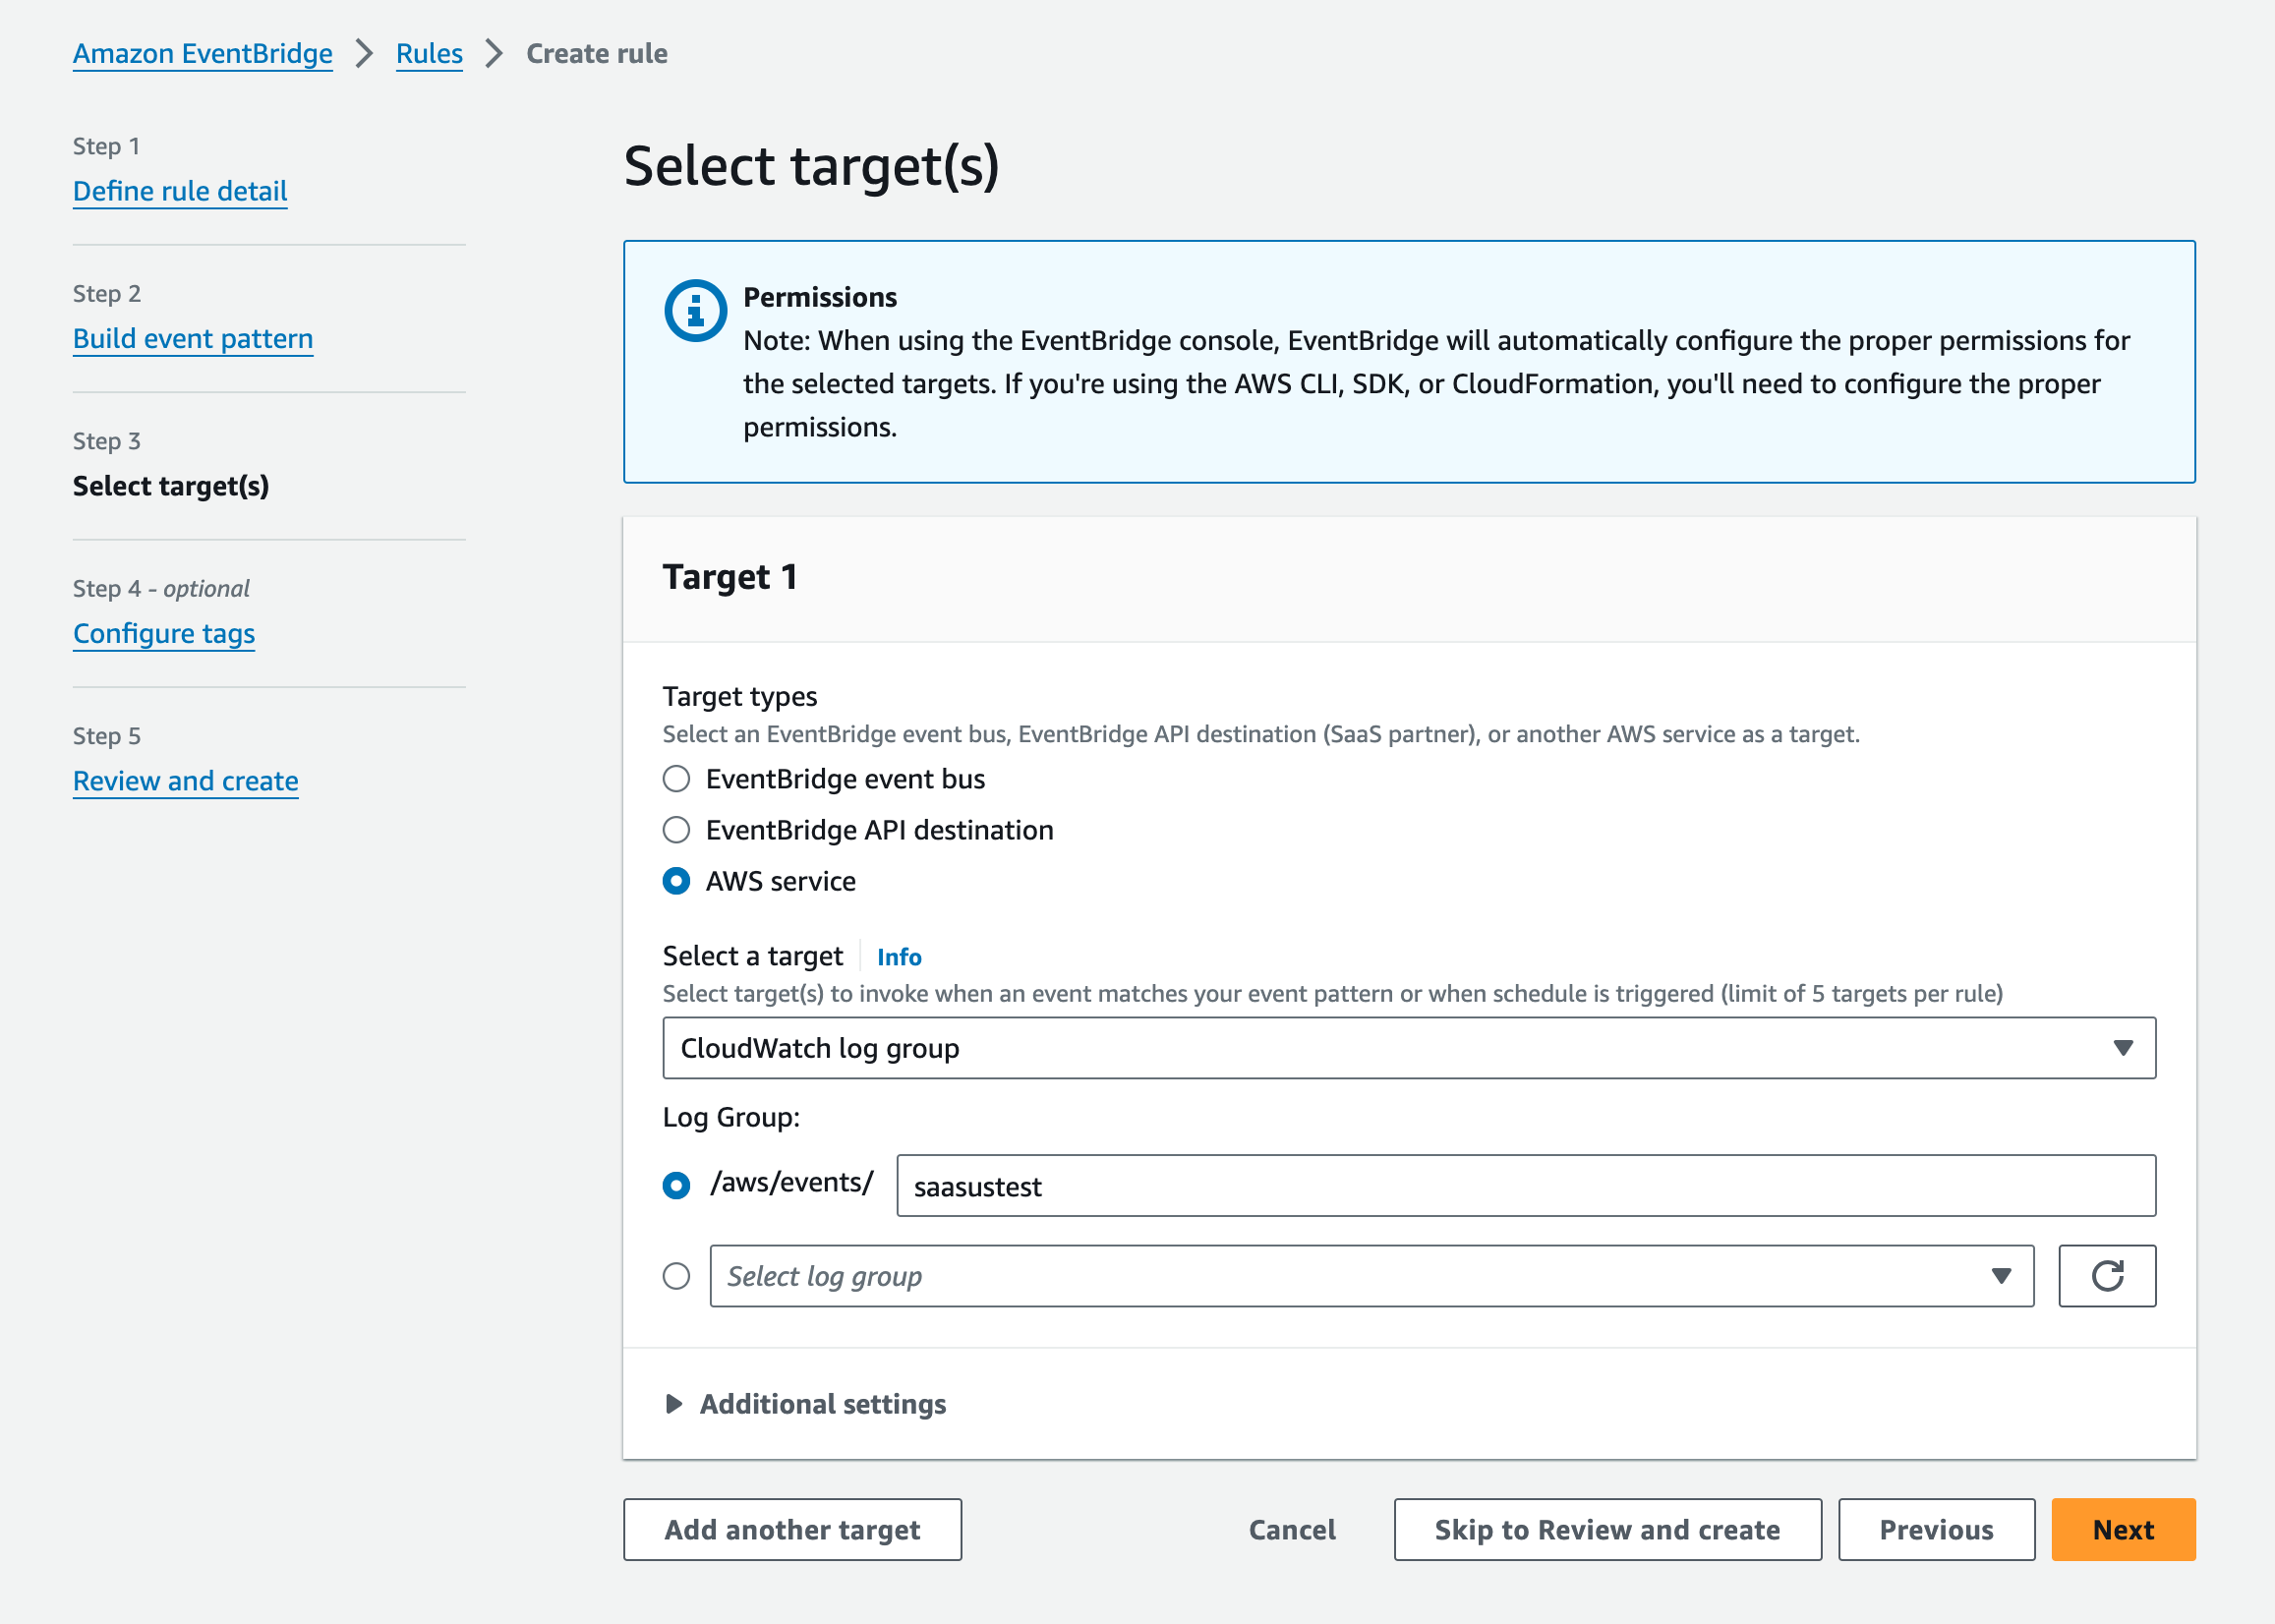 Amazon EventBridge > Rules > Create rule
Step 1
Define rule detail
Step 2
Build event pattern
Step 3
Select target(s)
Step 4 - optional
Configure tags
Step 5
Review and create
Select target(s)
Permissions
Note: When using the EventBridge console, EventBridge will automatically configure the proper permissions for
the selected targets. If you're using the AWS CLI, SDK, or CloudFormation, you'll need to configure the proper
permissions.
Target 1
Target types
Select an EventBridge event bus, EventBridge API destination (SaaS partner), or another AWS service as a target.
EventBridge event bus
EventBridge API destination
AWS service
Select a target Info
Select target(s) to invoke when an event matches your event pattern or when schedule is triggered (limit of 5 targets per rule)
CloudWatch log group
Log Group:
/aws/events/ saasustest
Select log group
Additional settings
Add another target Cancel Skip to Review and create Previous Next